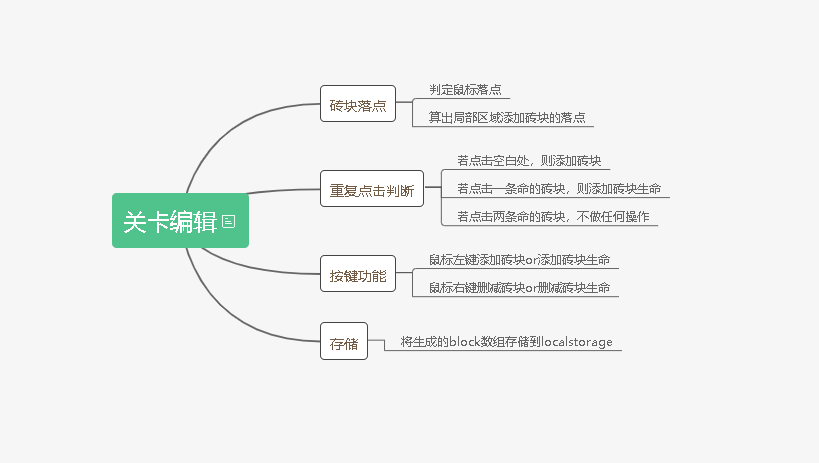 关卡编辑
砖块落点
判定鼠标落点
算出局部区域添加砖块的落点
重复点击判断
若点击空白处，则添加砖块
若点击一条命的砖块，则添加砖块生命
若点击两条命的砖块，不做任何操作
按键功能
鼠标左键添加砖块or添加砖块生命
鼠标右键删减砖块or删减砖块生命
存储
将生成的block数组存储到localstorage